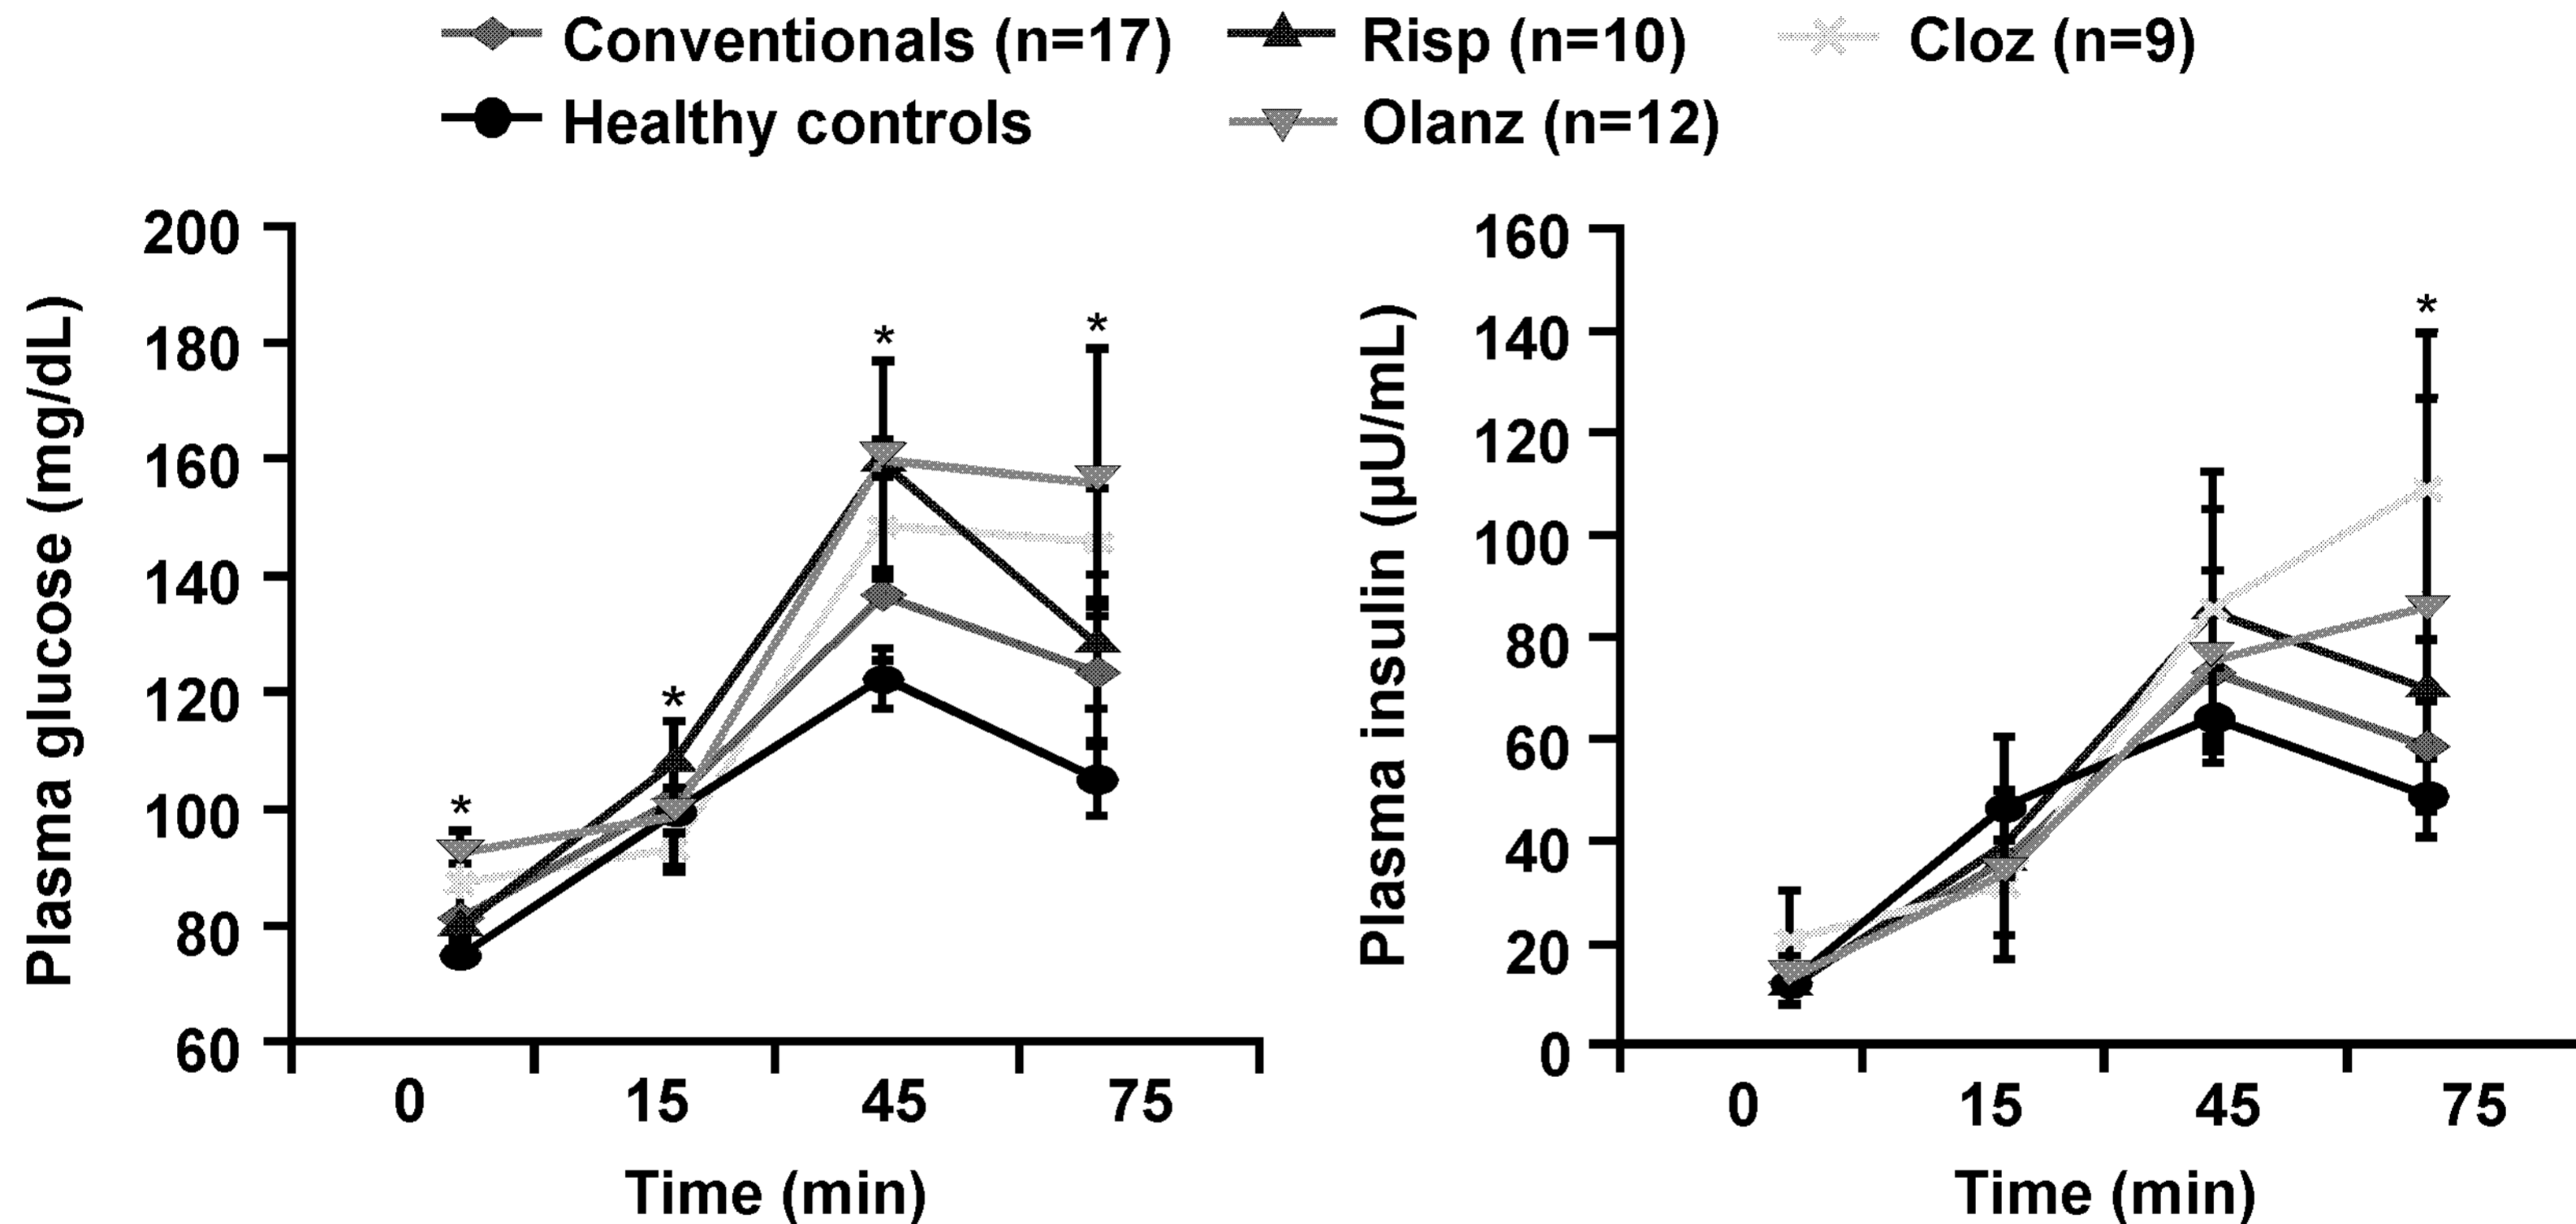 Conventionals (n=17) Risp (n=10) Cloz (n=9)
Healthy controls Olanz (n=12)
Plasma glucose (mg/dL)
200
180
160
140
120
100
80
60
* * * *
0 15 45 75
Time (min)
Plasma insulin (µU/mL)
160
140
120
100
80
60
40
20
0
*
0 15 45 75
Time (min)